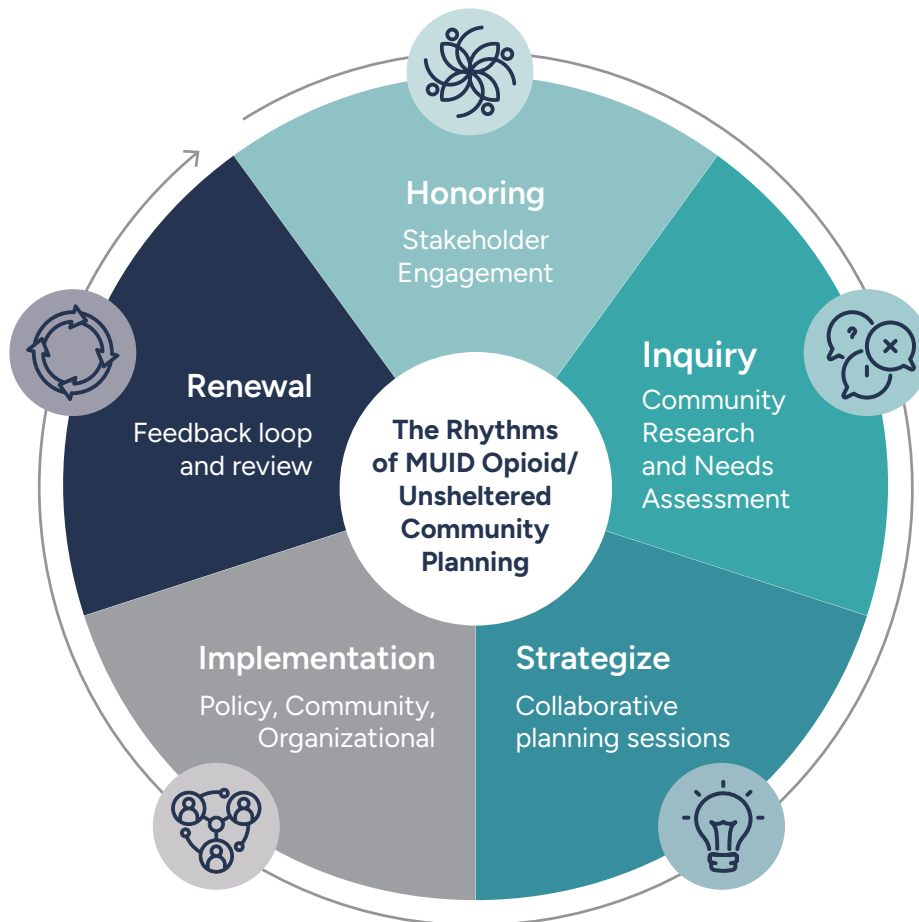 Honoring
Stakeholder
Engagement
Inquiry
Community
Research
and Needs
Assessment
Strategize
Collaborative
planning sessions
Implementation
Policy, Community,
Organizational
Renewal
Feedback loop
and review
The Rhythms
of MUID Opioid/
Unsheltered
Community
Planning